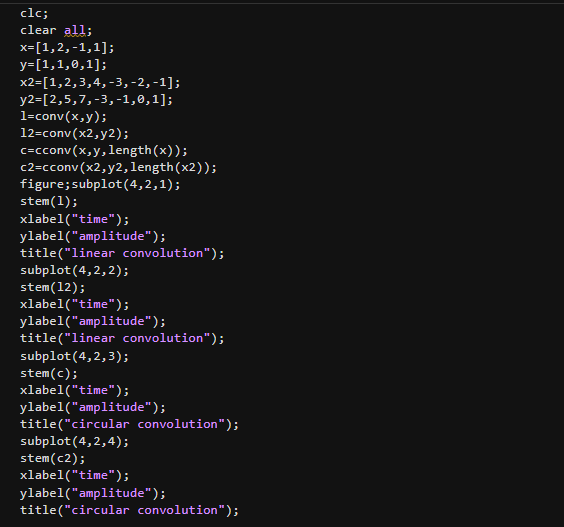 clc;
clear all;
x=[1,2,-1,1];
y=[1,1,0,1];
x2=[1,2,3,4,-3,-2,-1];
y2=[2,5,7,-3,-1,0,1];
l=conv(x,y);
l2=conv(x2,y2);
c=cconv(x,y,length(x));
c2=cconv(x2,y2,length(x2));
figure;subplot(4,2,1);
stem(l);
xlabel("time");
ylabel("amplitude");
title("linear convolution");
subplot(4,2,2);
stem(l2);
xlabel("time");
ylabel("amplitude");
title("linear convolution");
subplot(4,2,3);
stem(c);
xlabel("time");
ylabel("amplitude");
title("circular convolution");
subplot(4,2,4);
stem(c2);
xlabel("time");
ylabel("amplitude");
title("circular convolution");